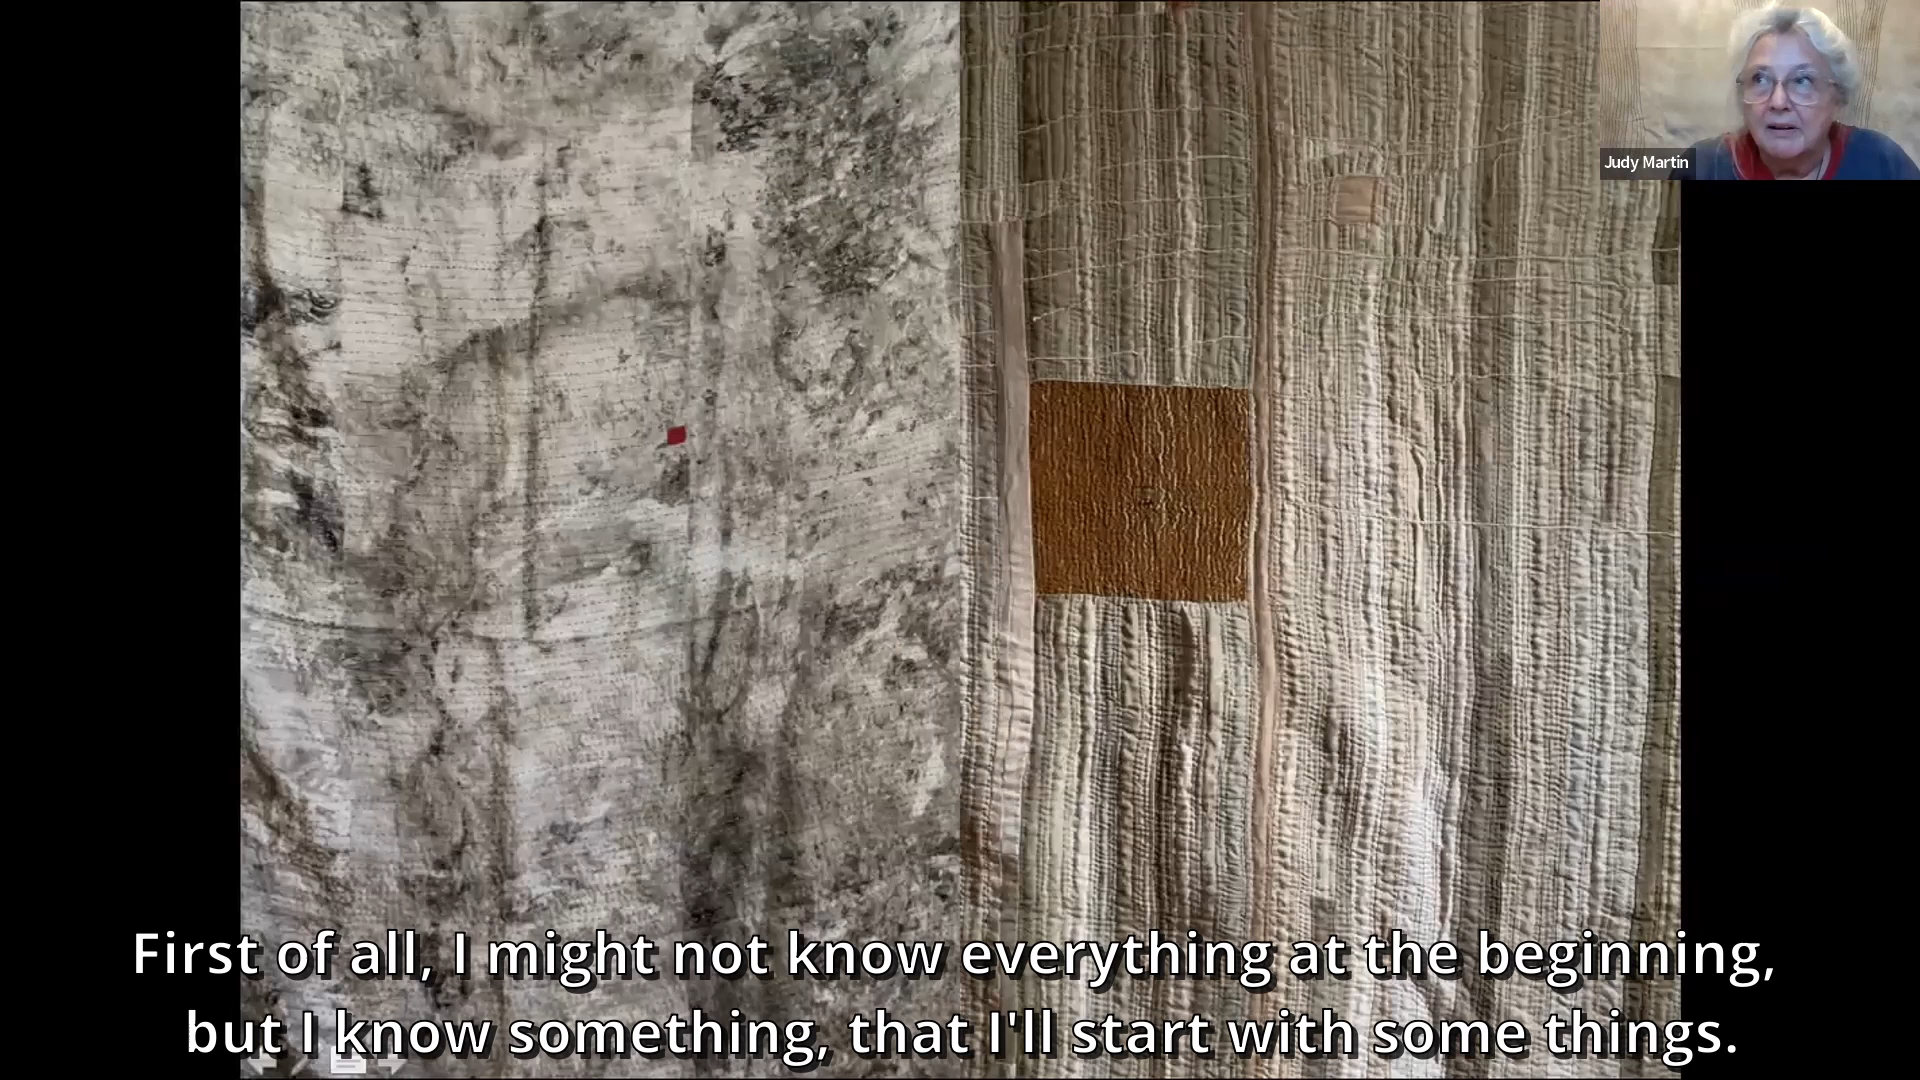 Judy Martin
First of all, I might not know everything at the beginning,
but I know something, that I'll start with some things.